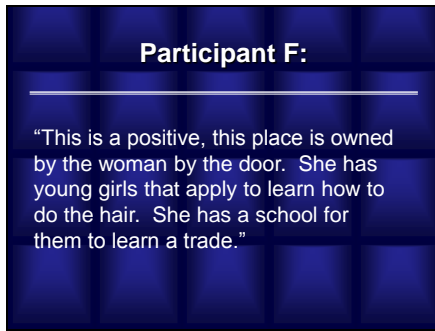 Participant F:
“This is a positive, this place is owned
by the woman by the door.  She has
young girls that apply to learn how to
do the hair.  She has a school for
them to learn a trade.”